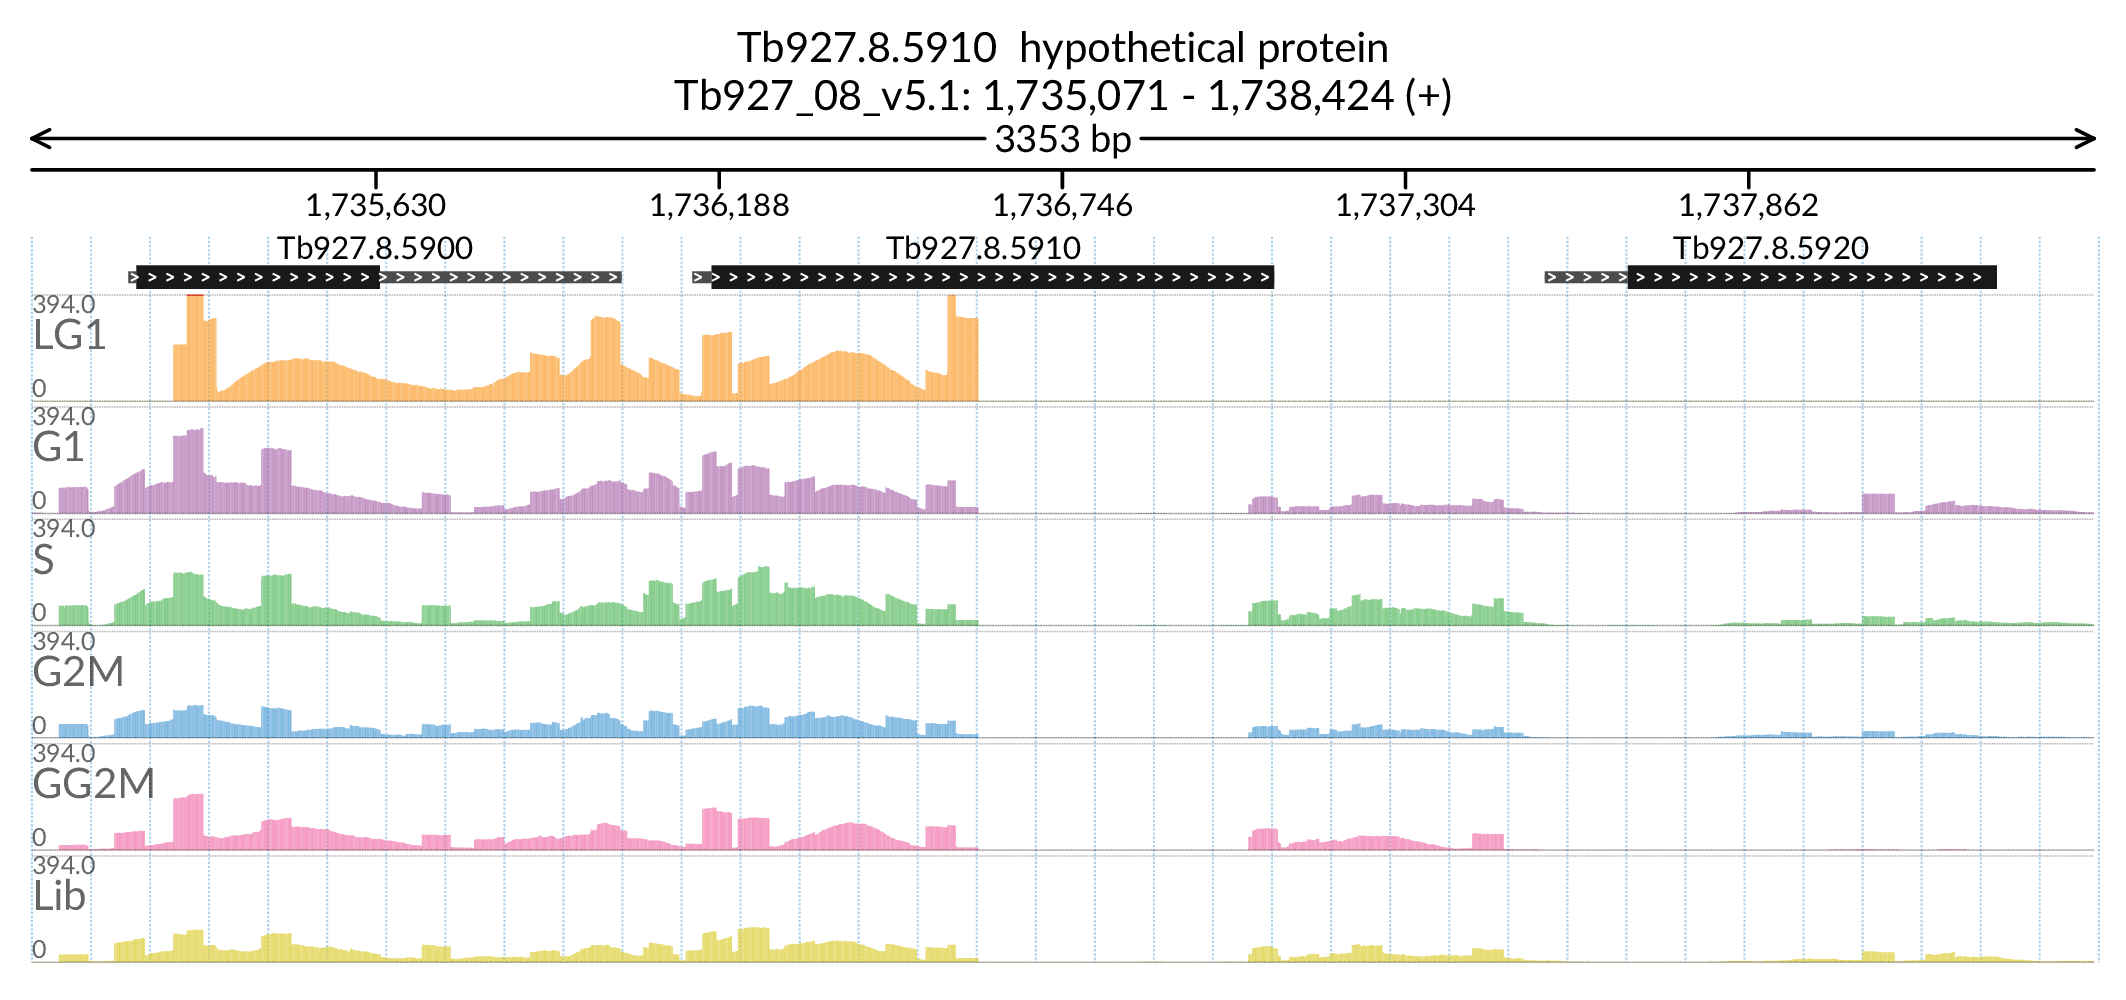 Tb927.8.5910  hypothetical protein
Tb927_08_v5.1: 1,735,071 - 1,738,424 (+)
3353 bp
1,735,630 1,736,188 1,736,746 1,737,304 1,737,862
Tb927.8.5900 Tb927.8.5910 Tb927.8.5920
394.0
LG1
0
394.0
G1
0
394.0
S
0
394.0
G2M
0
394.0
GG2M
0
394.0
Lib
0